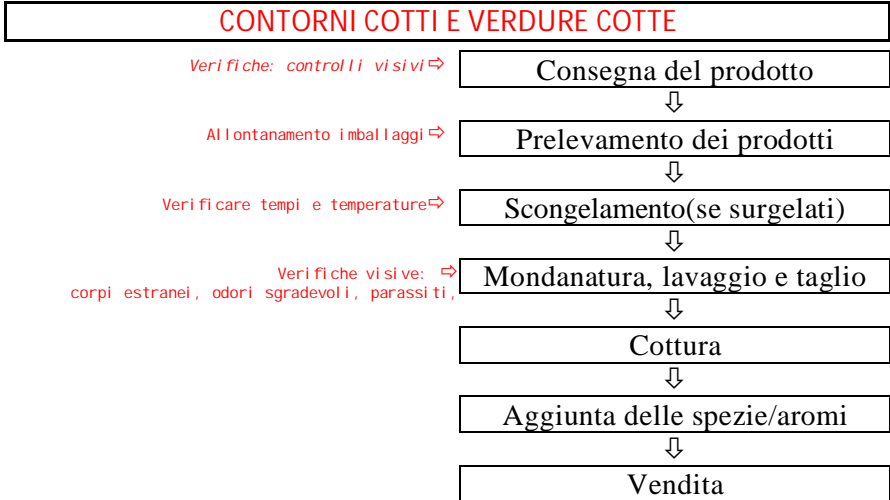 CONTORNI COTTI E VERDURE COTTE
Verifiche: controlli visivi⇨
Consegna del prodotto
⇩
Allontanamento imballaggi⇨
Prelevamento dei prodotti
⇩
Verificare tempi e temperature⇨
Scongelamento(se surgelati)
⇩
Verifiche visive: ⇨
corpi estranei, odori sgradevoli, parassiti,
Mondanatura, lavaggio e taglio
⇩
Cottura
⇩
Aggiunta delle spezie/aromi
⇩
Vendita